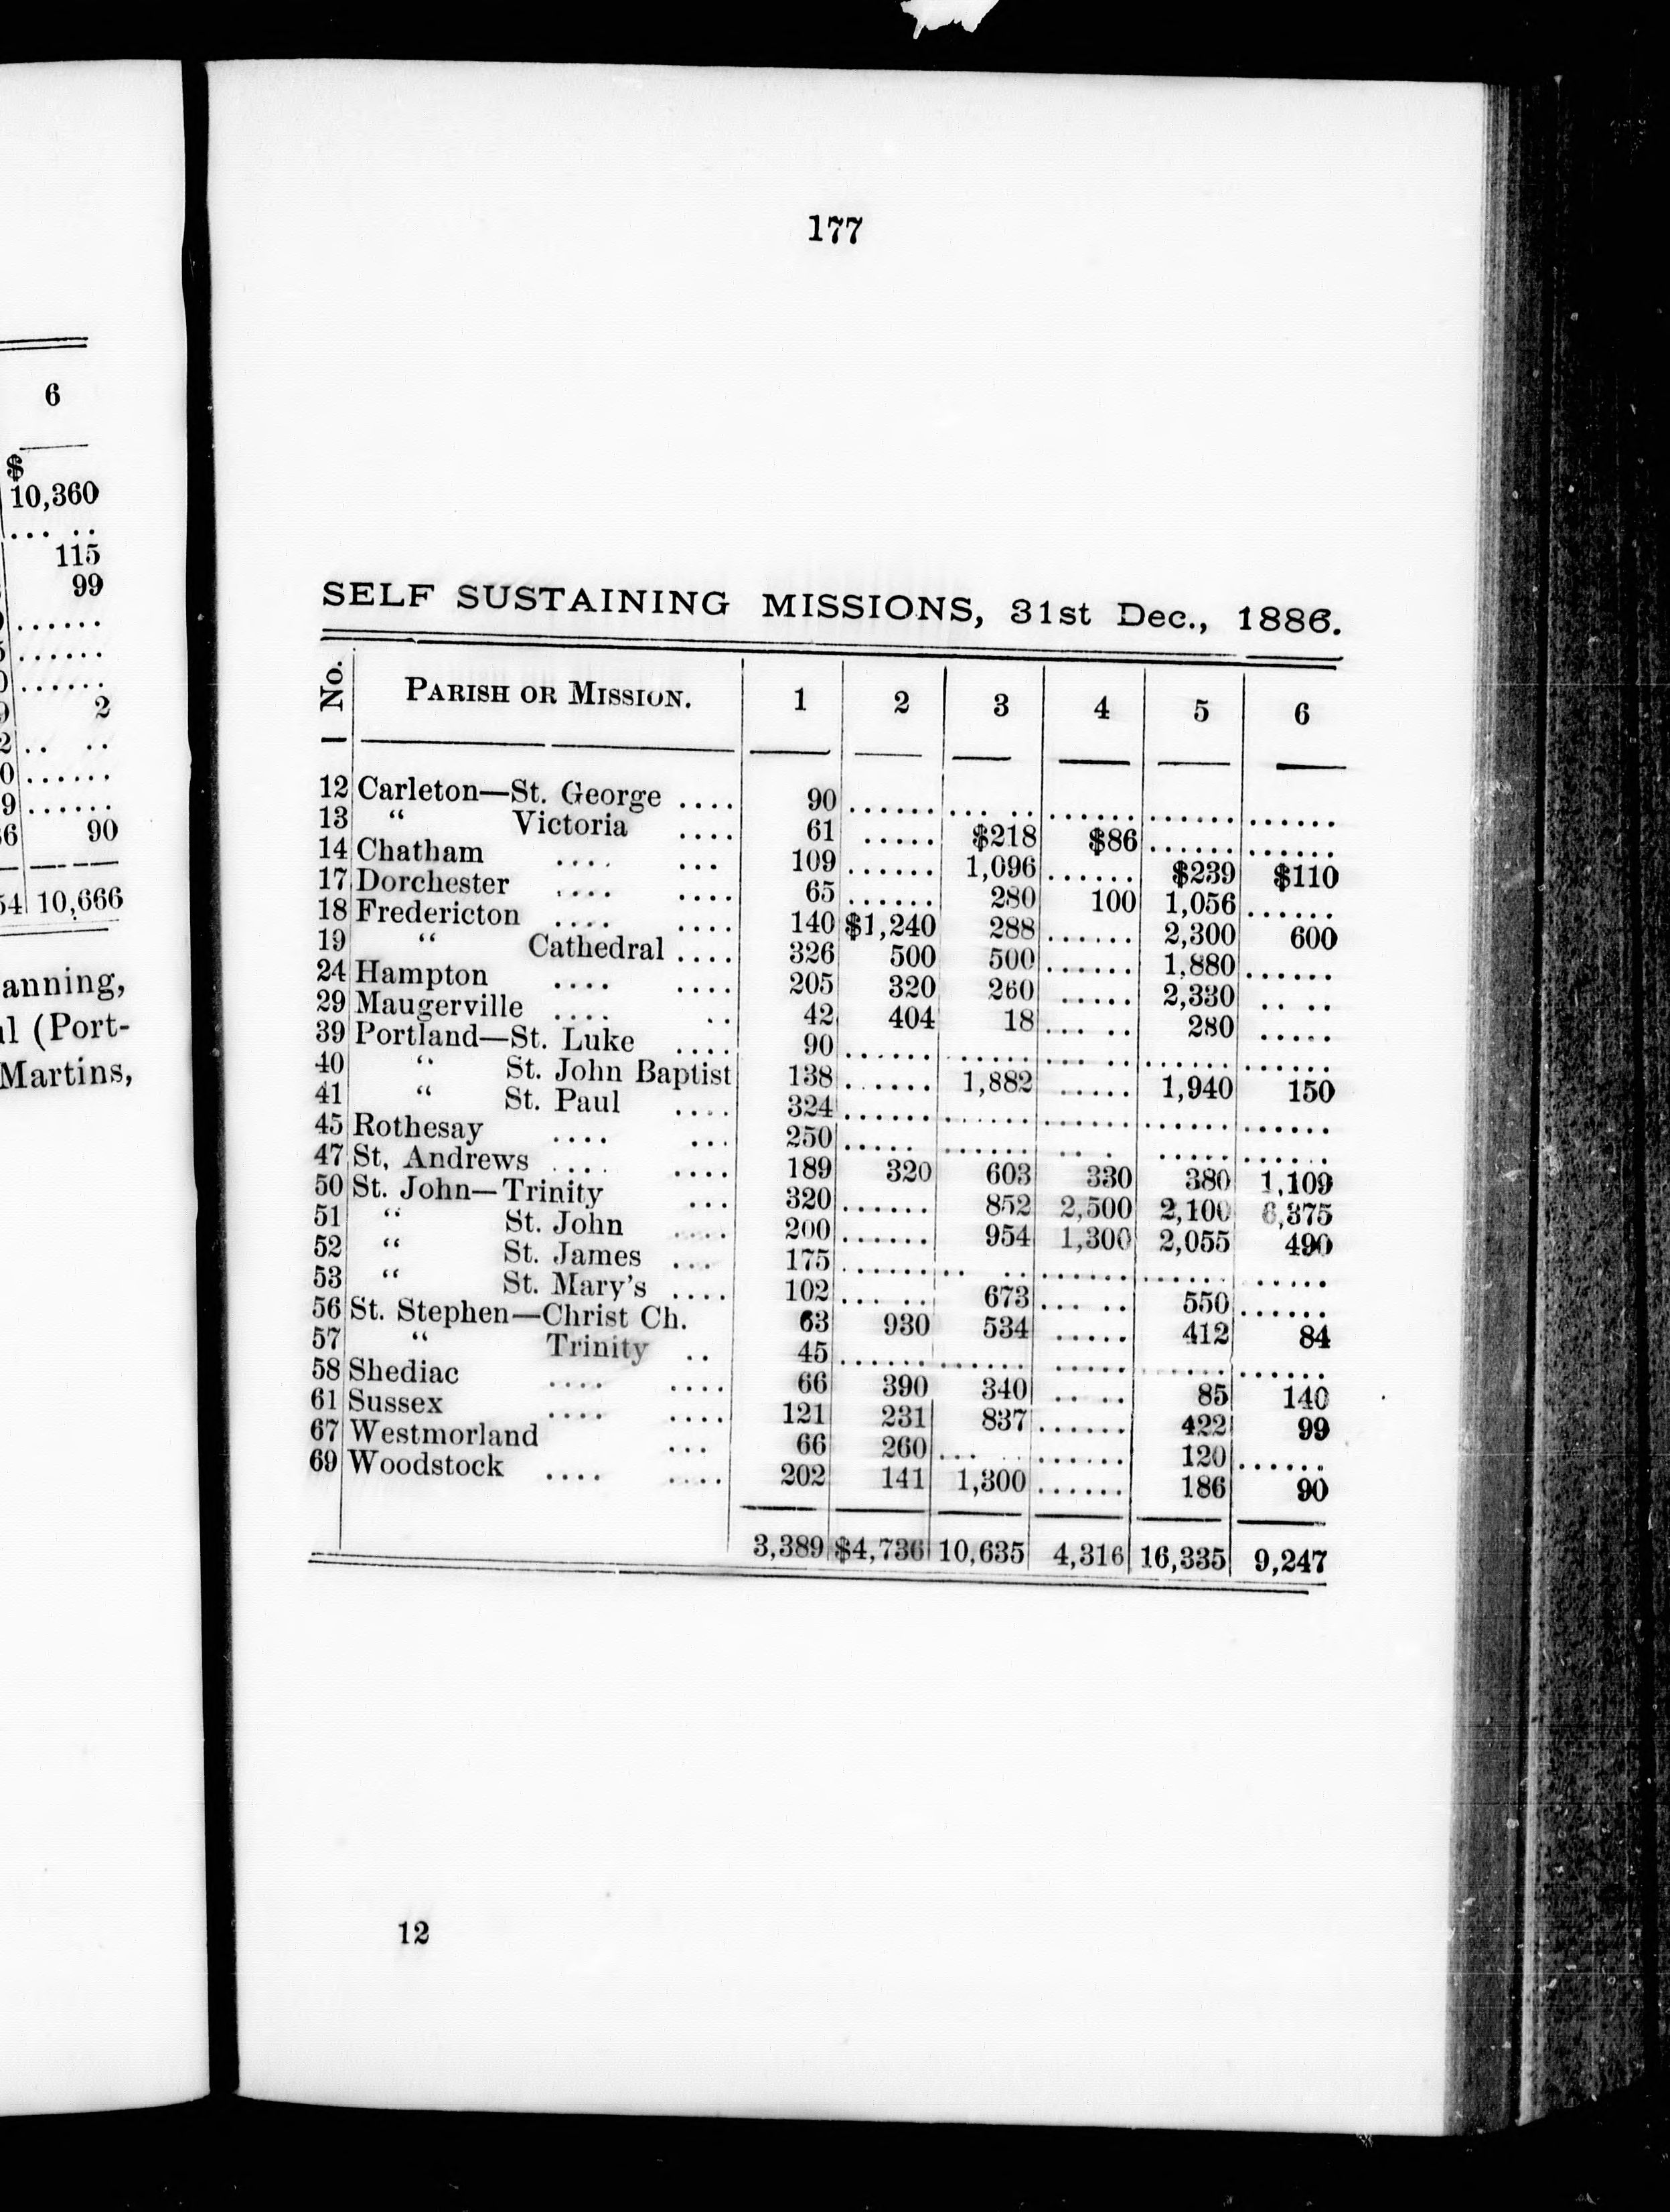 6
$
10,360
... ..
115
99
......
......
......
2
.. ..
......
9 ......
90
54 10,666
anning,
(Port-
Martins,
177
SELF SUSTAINING MISSIONS, 31st Dec., 1886.
No. PARISH OR MISSION. 1 2 3 4 5 6
12 Carleton—St. George .... 90 ...... ... .. ...... ...... ......
13 “ Victoria .... 61 ...... $218 $86 ...... ......
14 Chatham .... ... 109 ...... 1,096 ...... $239 $110
17 Dorchester .... .... 65 ...... 280 100 1,056 ......
18 Fredericton .... .... 140 $1,240 288 ...... 2,300 600
19 “ Cathedral .... 326 500 500 ...... 1,880 ......
24 Hampton .... .... 205 320 260 ...... 2,330 .. ..
29 Maugerville .... .. 42 404 18 ... .. 280 .....
39 Portland—St. Luke .... 90 ...... ...... ... .. ...... ......
40 “ St. John Baptist 138 ...... 1,882 ..... 1,940 150
41 “ St. Paul .... 324 ...... ...... ...... ...... ......
45 Rothesay .... ... 250 ...... ...... .. .. ...... ......
47 St. Andrews .... .... 189 320 603 330 380 1,109
50 St. John—Trinity ... 320 ...... 852 2,500 2,100 6,375
51 “ St. John .... 200 ...... 954 1,300 2,055 490
52 “ St. James ... 175 ...... .. .. ...... ...... ......
53 “ St. Mary's .... 102 ... .. 673 ... .. 550 ......
56 St. Stephen—Christ Ch. 63 930 534 ..... 412 84
57 “ Trinity .. 45 ...... ...... ...... ...... ......
58 Shediac .... .... 66 390 340 ... .. 85 140
61 Sussex .... .... 121 231 837 ...... 422 99
67 Westmorland ... 66 260 ... .. ...... 120 ......
69 Woodstock .... .... 202 141 1,300 ...... 186 90
3,389 $4,736 10,635 4,316 16,335 9,247
12